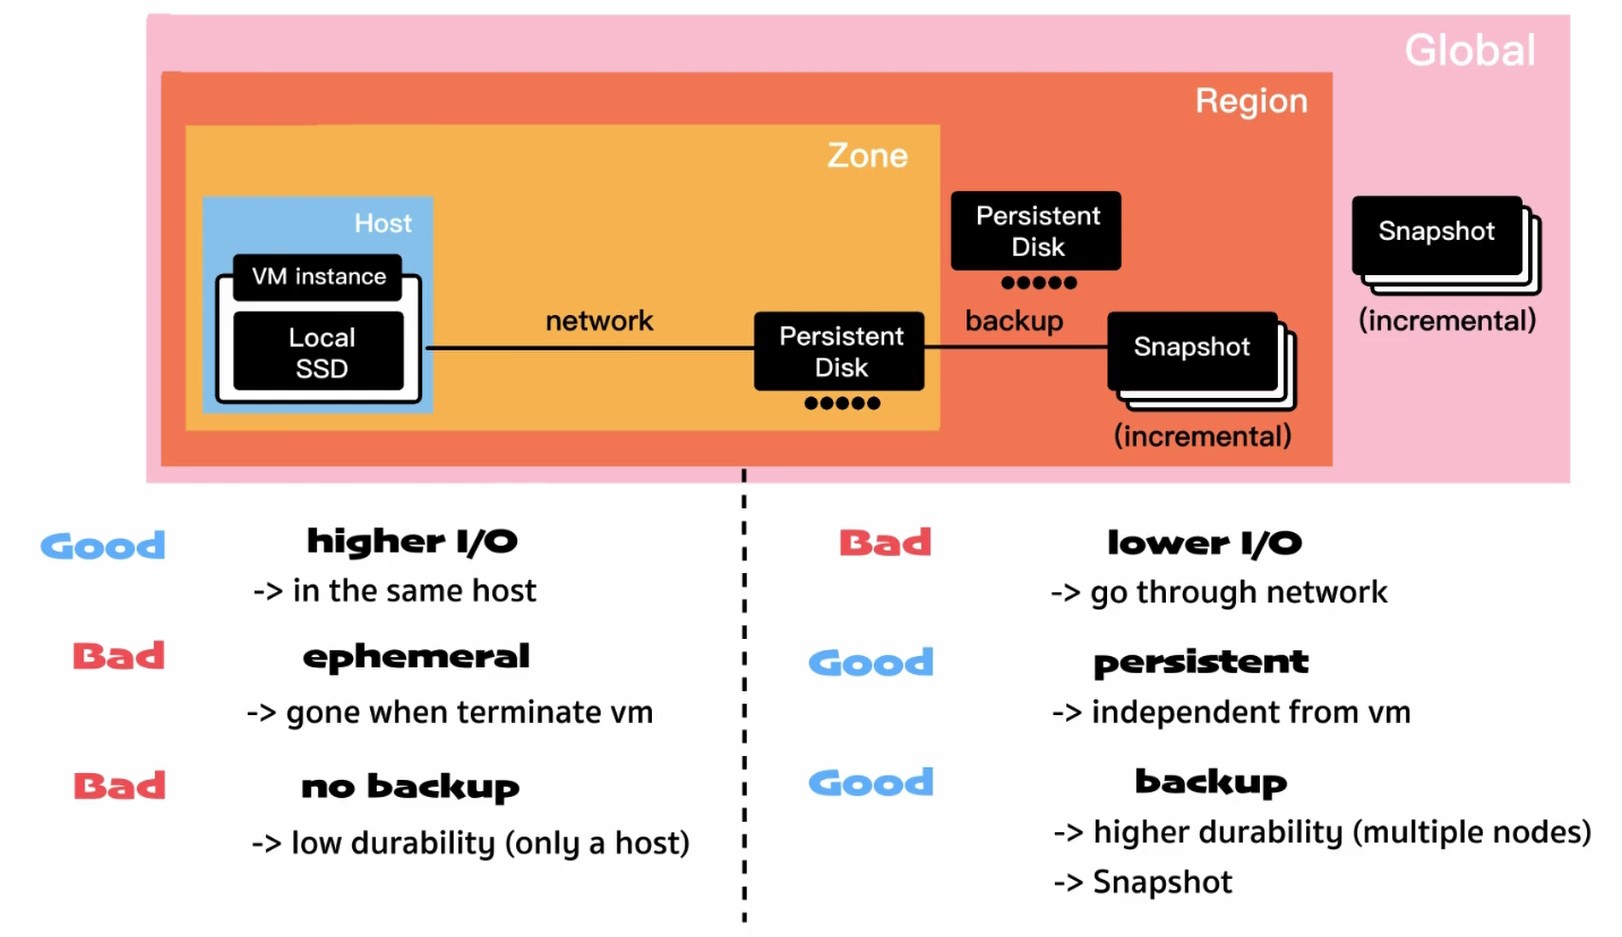 Global
Region
Zone
Host
VM instance
Local
SSD
network
Persistent
Disk
Persistent
Disk
backup
Snapshot
(incremental)
Snapshot
(incremental)
Good
higher I/O
-> in the same host
Bad
ephemeral
-> gone when terminate vm
Bad
no backup
-> low durability (only a host)
Bad
lower I/O
-> go through network
Good
persistent
-> independent from vm
Good
backup
-> higher durability (multiple nodes)
-> Snapshot